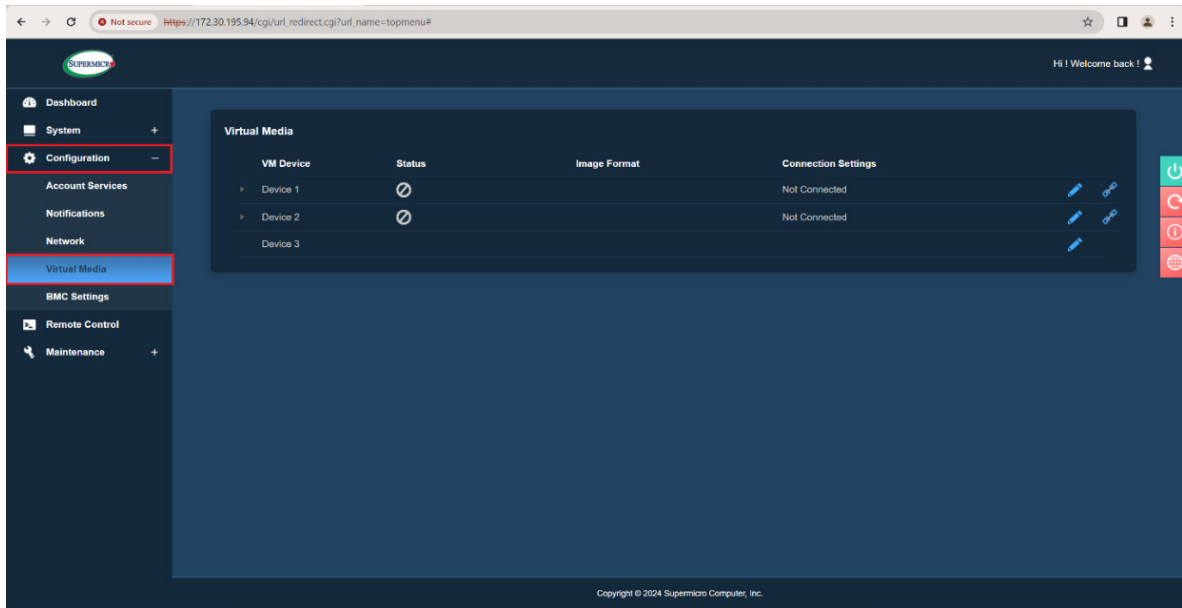 Not secure https://172.30.195.94/cgi/url_redirect.cgi?url_name=topmenu#
SUPERMICR
Hi ! Welcome back !
Dashboard
System +
Configuration −
Account Services
Notifications
Network
Virtual Media
BMC Settings
Remote Control
Maintenance +
Virtual Media
VM Device Status Image Format Connection Settings
Device 1 Not Connected
Device 2 Not Connected
Device 3
Copyright © 2024 Supermicro Computer, Inc.